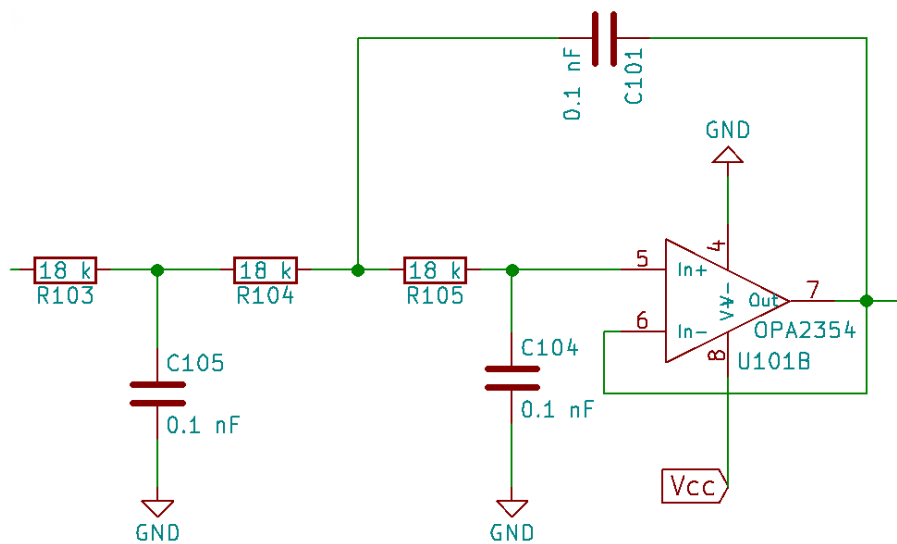 0.1 nF
C101
GND
18 k
R103
18 k
R104
18 k
R105
5
In+
4
V-
V+
Out
7
6
In-
8
OPA2354
U101B
C105
0.1 nF
C104
0.1 nF
Vcc
GND
GND